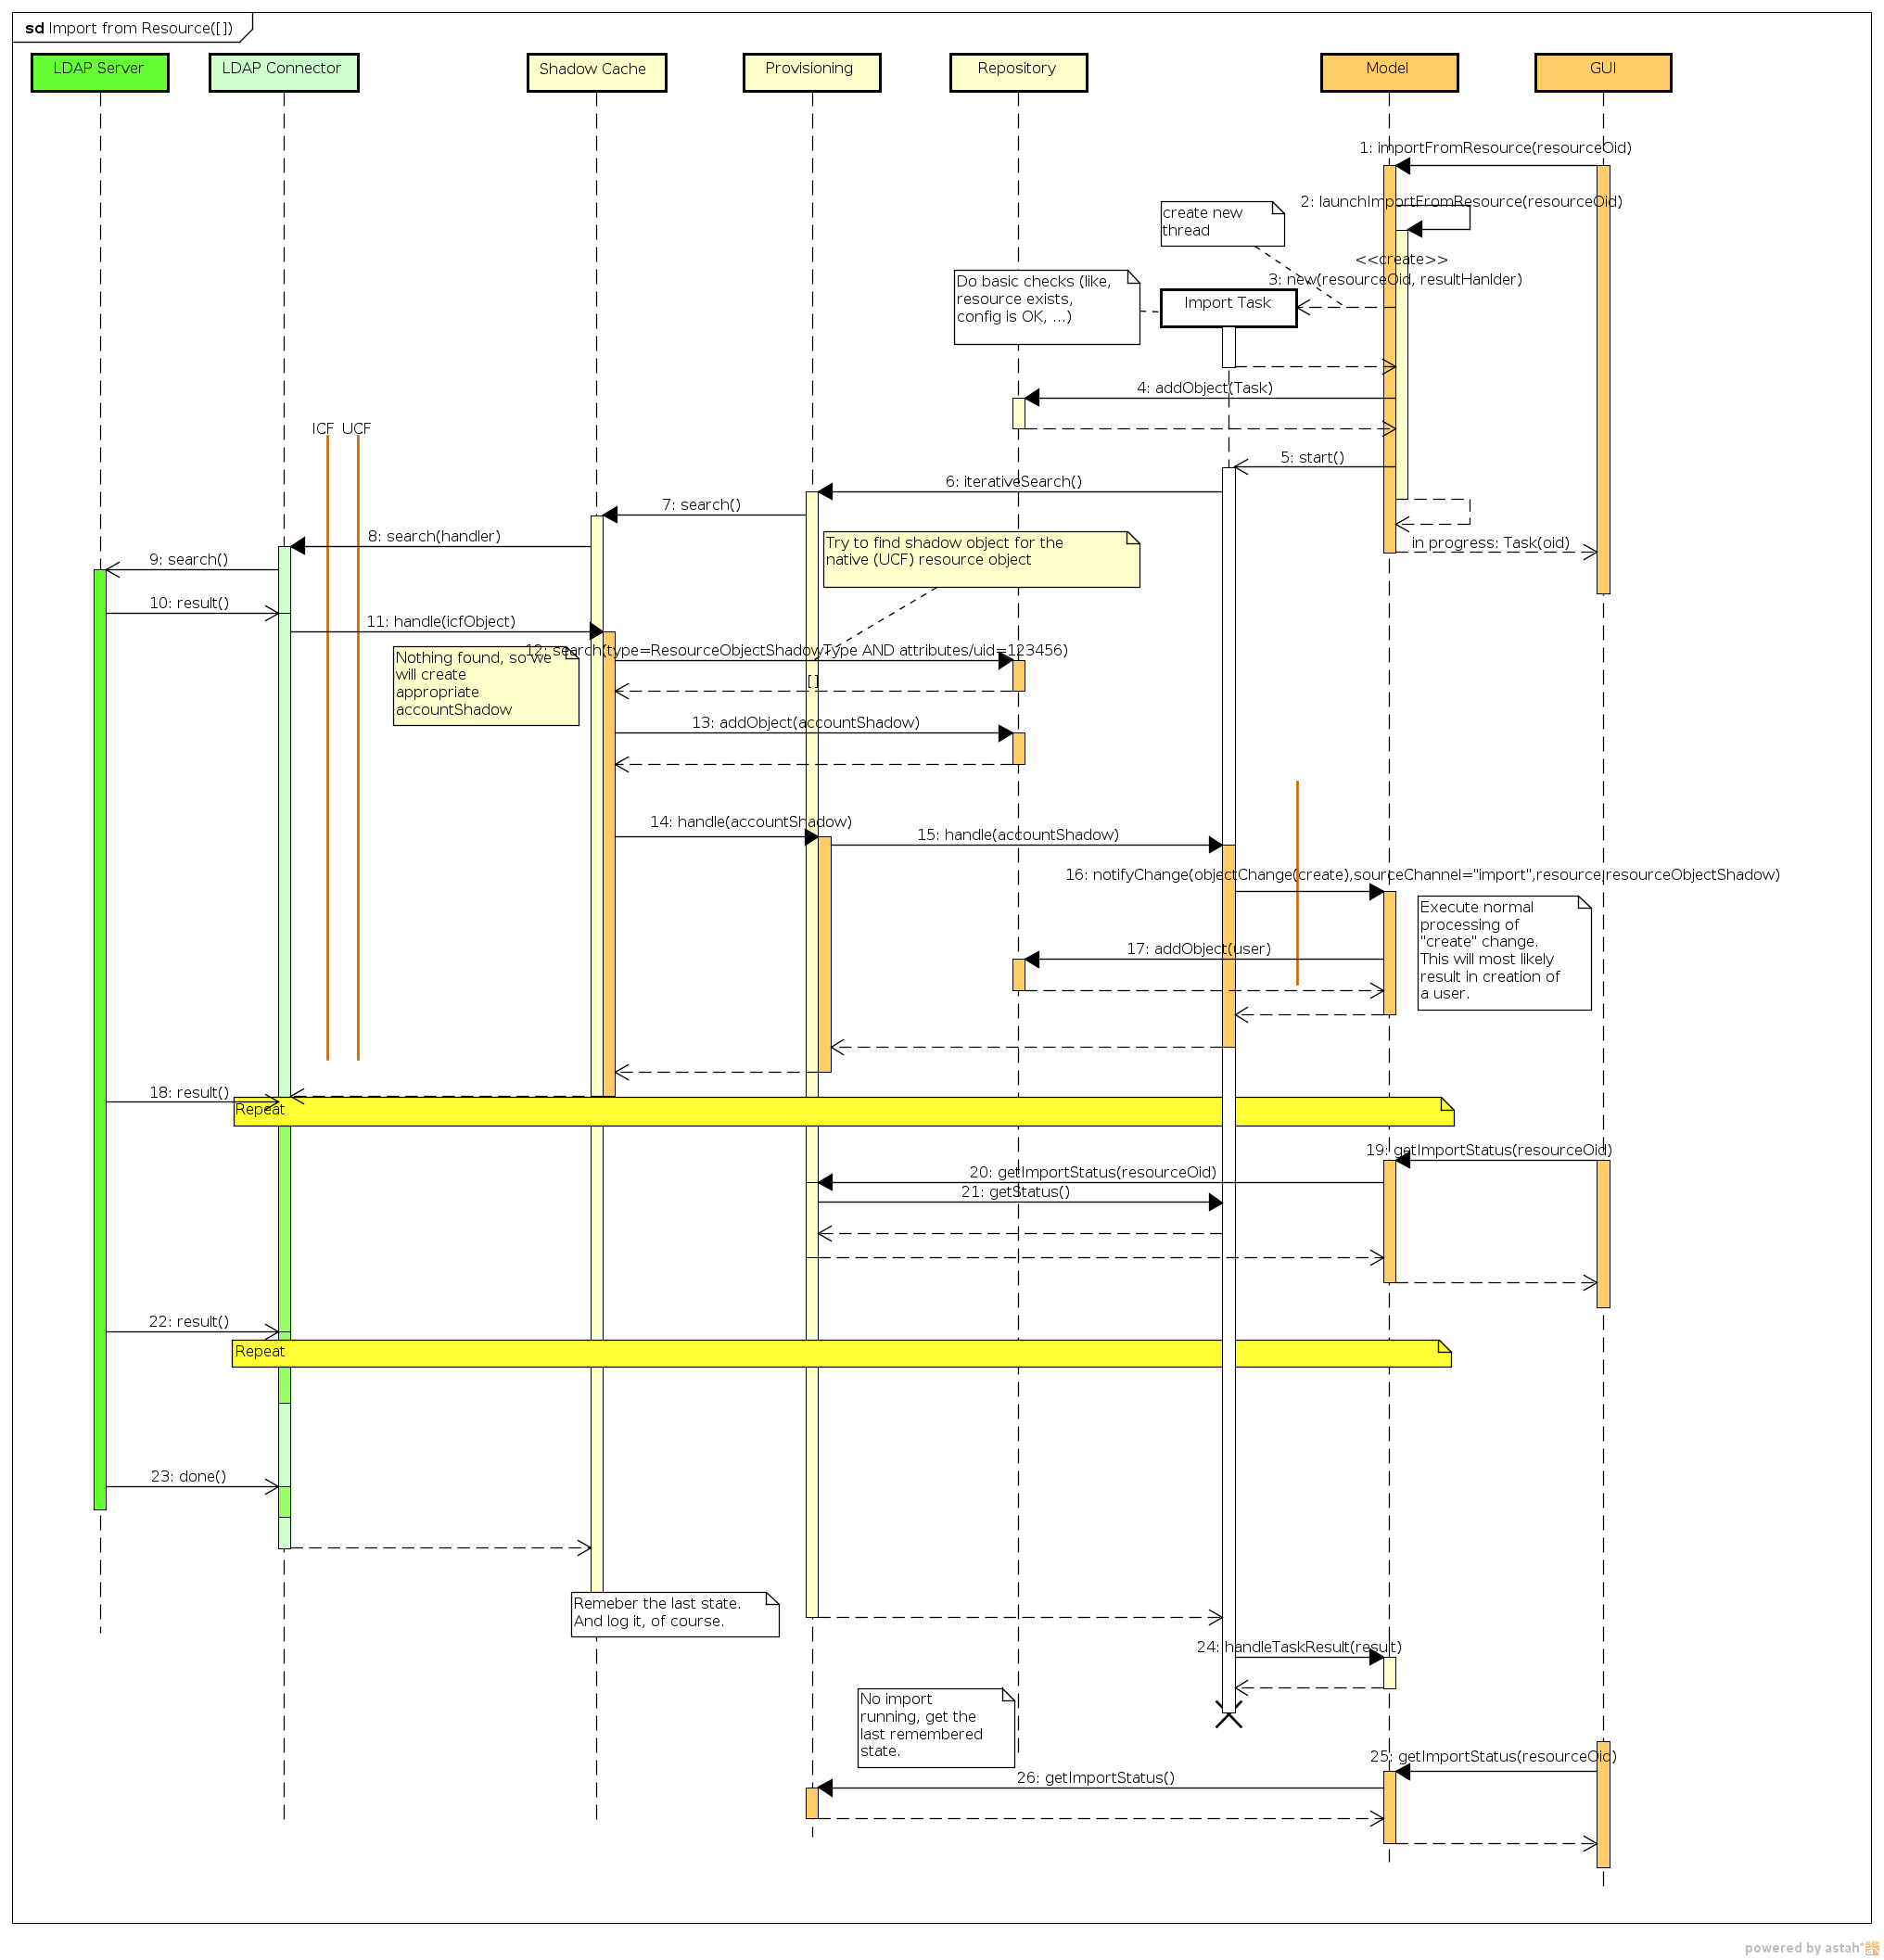 sd Import from Resource([])
LDAP Server
LDAP Connector
Shadow Cache
Provisioning
Repository
Model
GUI
1: importFromResource(resourceOid)
2: launchImportFromResource(resourceOid)
create new
thread
<<create>>
3: new(resourceOid, resultHanlder)
Do basic checks (like,
resource exists,
config is OK, ...)
Import Task
4: addObject(Task)
ICF
UCF
5: start()
6: iterativeSearch()
7: search()
8: search(handler)
Try to find shadow object for the
native (UCF) resource object
in progress: Task(oid)
9: search()
10: result()
11: handle(icfObject)
12: search(type=ResourceObjectShadowType AND attributes/uid=123456)
Nothing found, so we
will create
appropriate
accountShadow
[]
13: addObject(accountShadow)
14: handle(accountShadow)
15: handle(accountShadow)
16: notifyChange(objectChange(create),sourceChannel="import",resource,resourceObjectShadow)
Execute normal
processing of
"create" change.
This will most likely
result in creation of
a user.
17: addObject(user)
18: result()
Repeat
19: getImportStatus(resourceOid)
20: getImportStatus(resourceOid)
21: getStatus()
22: result()
Repeat
23: done()
Remeber the last state.
And log it, of course.
24: handleTaskResult(result)
No import
running, get the
last remembered
state.
25: getImportStatus(resourceOid)
26: getImportStatus()
powered by astah*